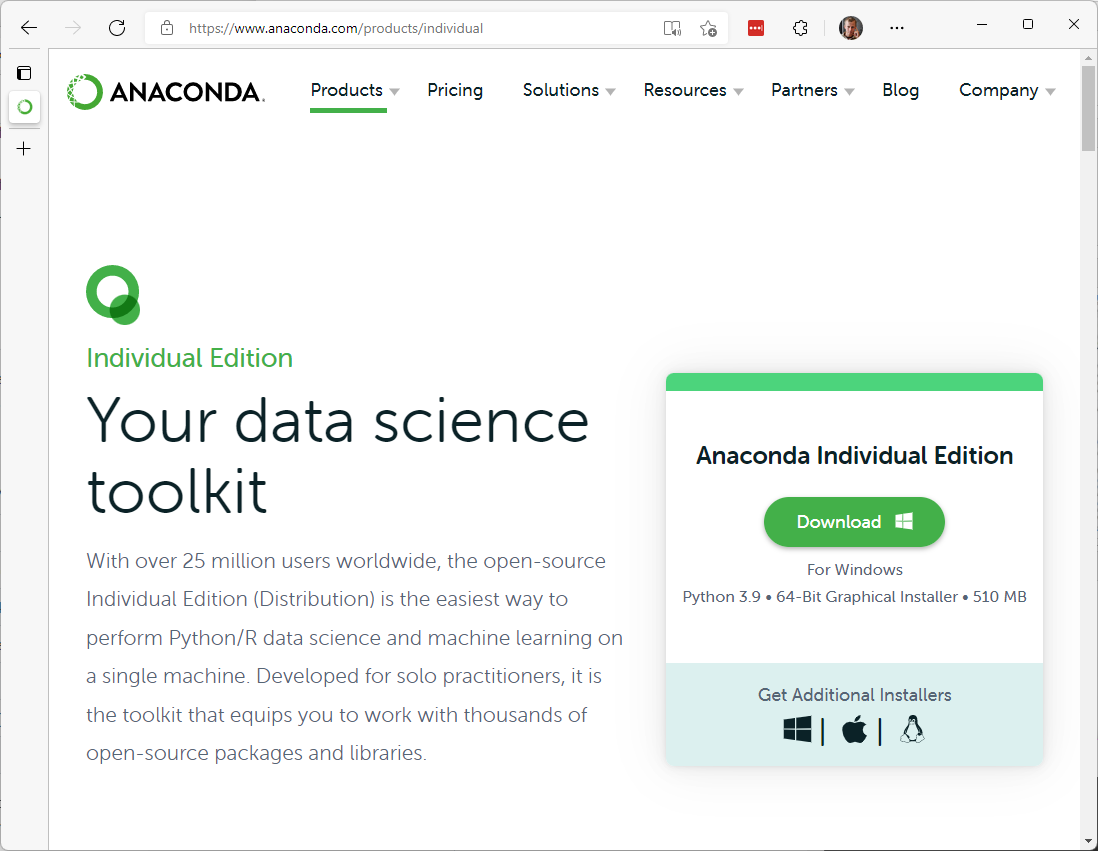 https://www.anaconda.com/products/individual
ANACONDA.
Products Pricing Solutions Resources Partners Blog Company
Individual Edition
Your data science
toolkit
With over 25 million users worldwide, the open-source
Individual Edition (Distribution) is the easiest way to
perform Python/R data science and machine learning on
a single machine. Developed for solo practitioners, it is
the toolkit that equips you to work with thousands of
open-source packages and libraries.
Anaconda Individual Edition
Download
For Windows
Python 3.9 • 64-Bit Graphical Installer • 510 MB
Get Additional Installers
| |